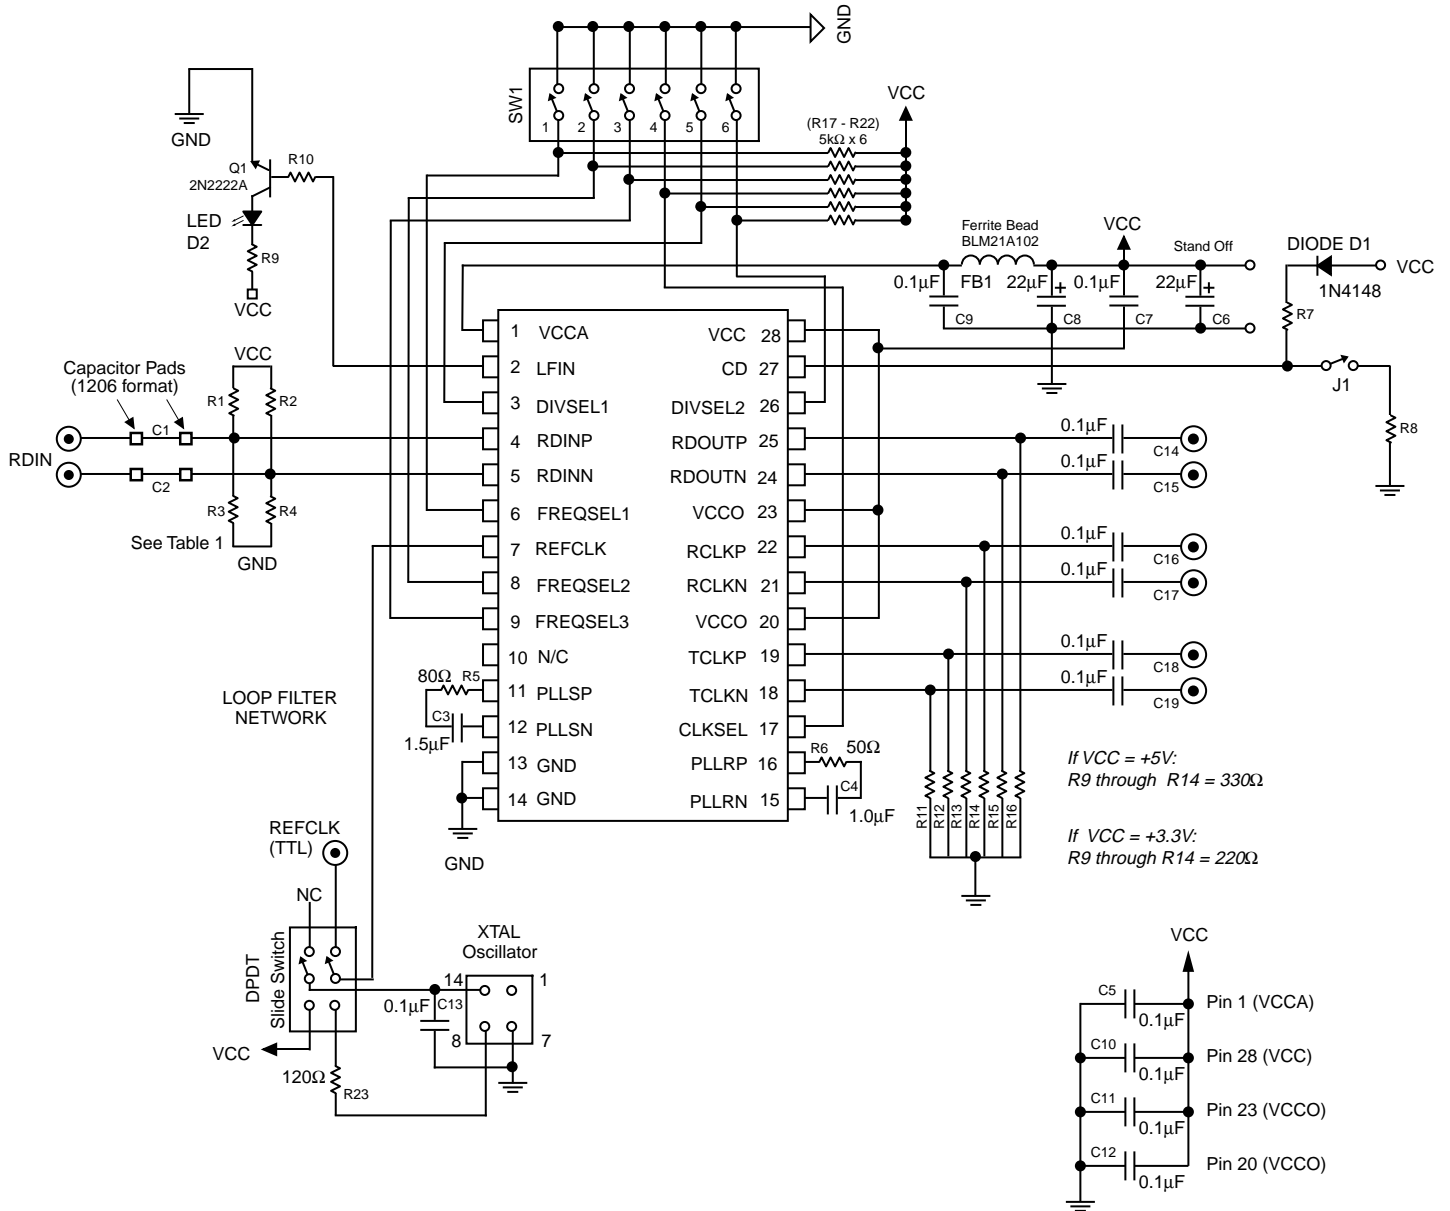 GND
SW1
1 2 3 4 5 6
(R17 - R22)
5kΩ x 6
VCC
GND
Q1
2N2222A
R10
LED
D2
R9
VCC
Ferrite Bead
BLM21A102
FB1
0.1µF
C9
22µF
+
C8
VCC
0.1µF
C7
Stand Off
22µF
+
C6
DIODE D1
VCC
1N4148
R7
J1
R8
Capacitor Pads
(1206 format)
VCC
R1
R2
C1
RDIN
C2
R3
R4
See Table 1
GND
1 VCCA
2 LFIN
3 DIVSEL1
4 RDINP
5 RDINN
6 FREQSEL1
7 REFCLK
8 FREQSEL2
9 FREQSEL3
10 N/C
11 PLLSP
12 PLLSN
13 GND
14 GND
VCC 28
CD 27
DIVSEL2 26
RDOUTP 25
RDOUTN 24
VCCO 23
RCLKP 22
RCLKN 21
VCCO 20
TCLKP 19
TCLKN 18
CLKSEL 17
PLLRP 16
PLLRN 15
0.1µF
C14
0.1µF
C15
0.1µF
C16
0.1µF
C17
0.1µF
C18
0.1µF
C19
LOOP FILTER
NETWORK
80Ω
R5
C3
1.5µF
GND
R6
50Ω
C4
1.0µF
R11
R12
R13
R14
R15
R16
If VCC = +5V:
R9 through R14 = 330Ω
If VCC = +3.3V:
R9 through R14 = 220Ω
REFCLK
(TTL)
NC
DPDT
Slide Switch
VCC
120Ω
R23
XTAL
Oscillator
14
1
0.1µF
C13
8
7
VCC
C5
0.1µF
Pin 1 (VCCA)
C10
0.1µF
Pin 28 (VCC)
C11
0.1µF
Pin 23 (VCCO)
C12
0.1µF
Pin 20 (VCCO)